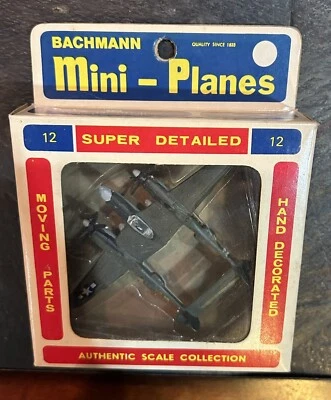 BACHMANN
QUALITY SINCE 1833
mini - Planes
12 SUPER DETAILED 12
MOVING PARTS
HAND DECORATED
AUTHENTIC SCALE COLLECTION